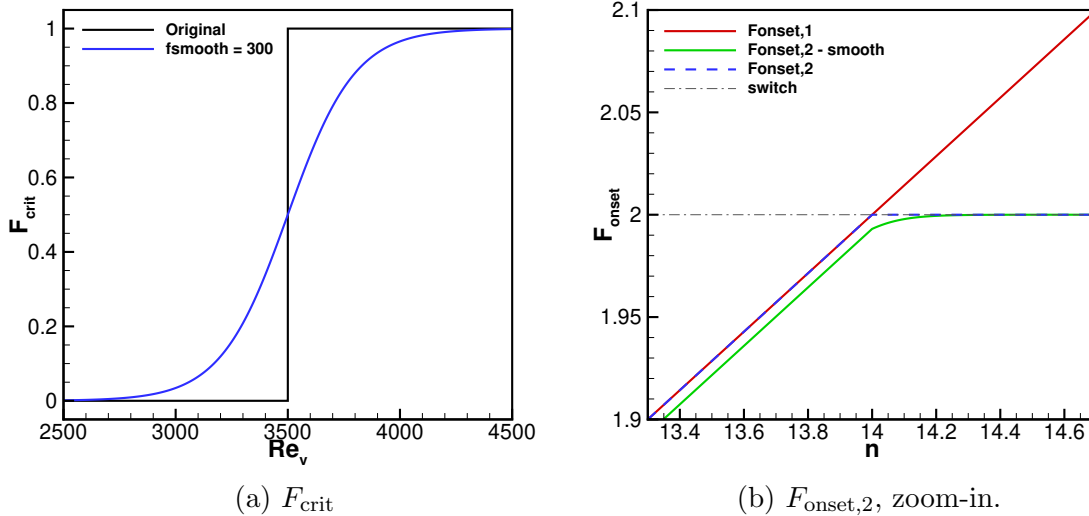 Original
fsmooth = 300
F_crit
1
0.8
0.6
0.4
0.2
0
2500 3000 3500 4000 4500
Re_v
(a) F_crit
Fonset,1
Fonset,2 - smooth
Fonset,2
switch
F_onset
2.1
2.05
2
1.95
1.9
13.4 13.6 13.8 14 14.2 14.4 14.6
n
(b) F_onset,2, zoom-in.